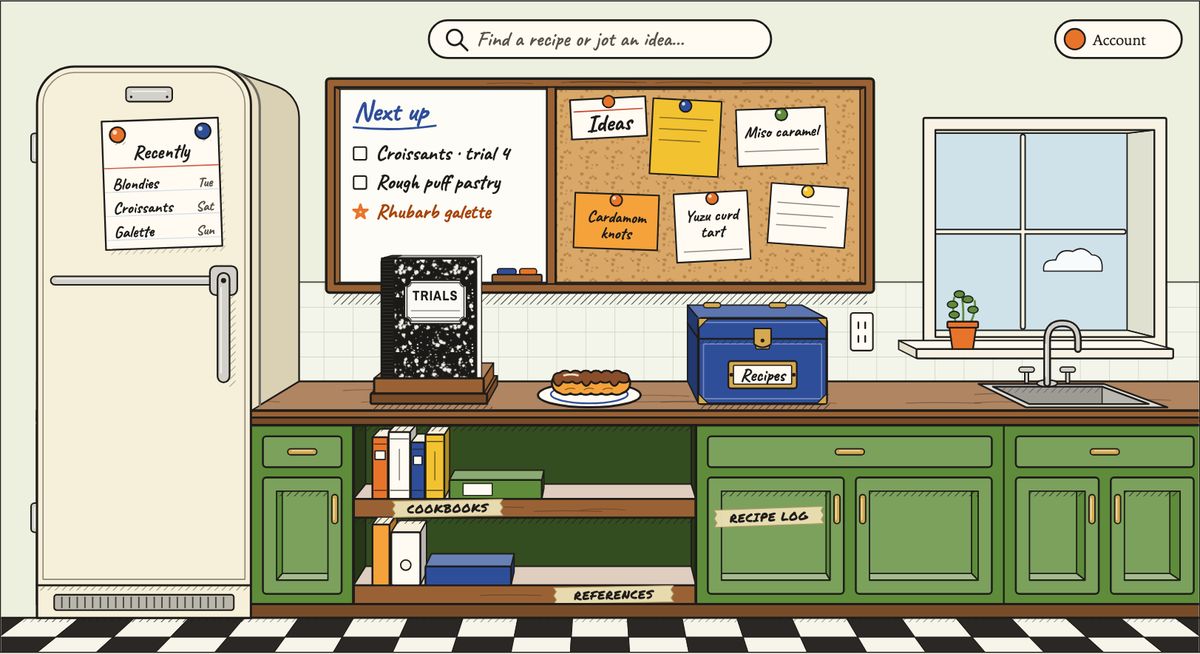 Find a recipe or jot an idea...
Account
Recently
Blondies Tue
Croissants Sat
Galette Sun
Next up
Croissants · trial 4
Rough puff pastry
Rhubarb galette
Ideas
Miso caramel
Cardamom
knots
Yuzu curd
tart
TRIALS
Recipes
COOKBOOKS
RECIPE LOG
REFERENCES